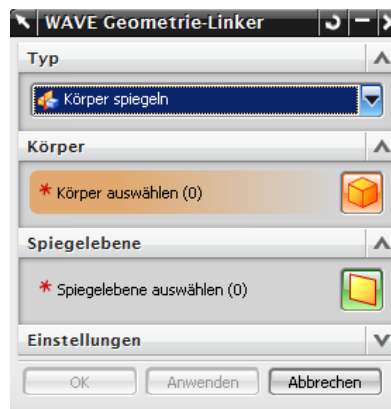 WAVE Geometrie-Linker
Typ
Körper spiegeln
Körper
* Körper auswählen (0)
Spiegelebene
* Spiegelebene auswählen (0)
Einstellungen
OK Anwenden Abbrechen